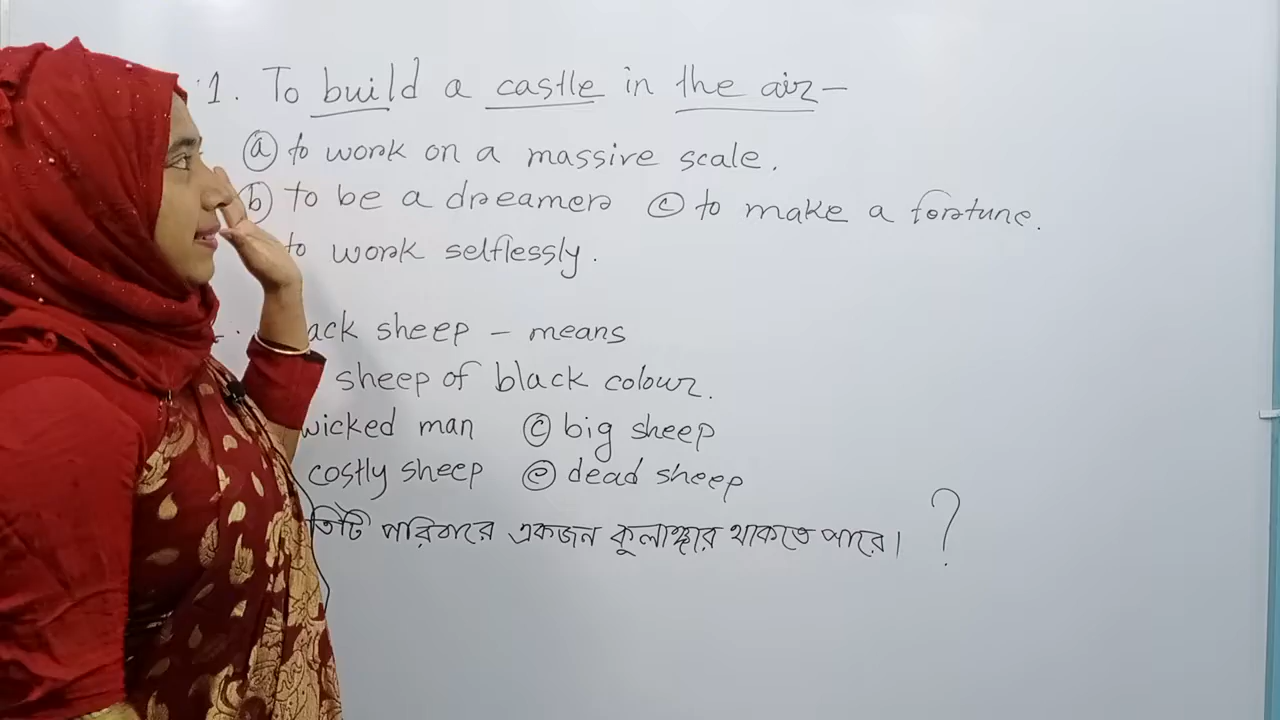 1. To build a castle in the air—
ⓐ to work on a massive scale.
b) to be a dreamer ⓒ to make a fortune.
to work selflessly.
sheep – means
sheep of black colour.
wicked man ⓒ big sheep
costly sheep ⓔ dead sheep
পরিবারে একজন কুলাঙ্গার থাকতে পারে। ?